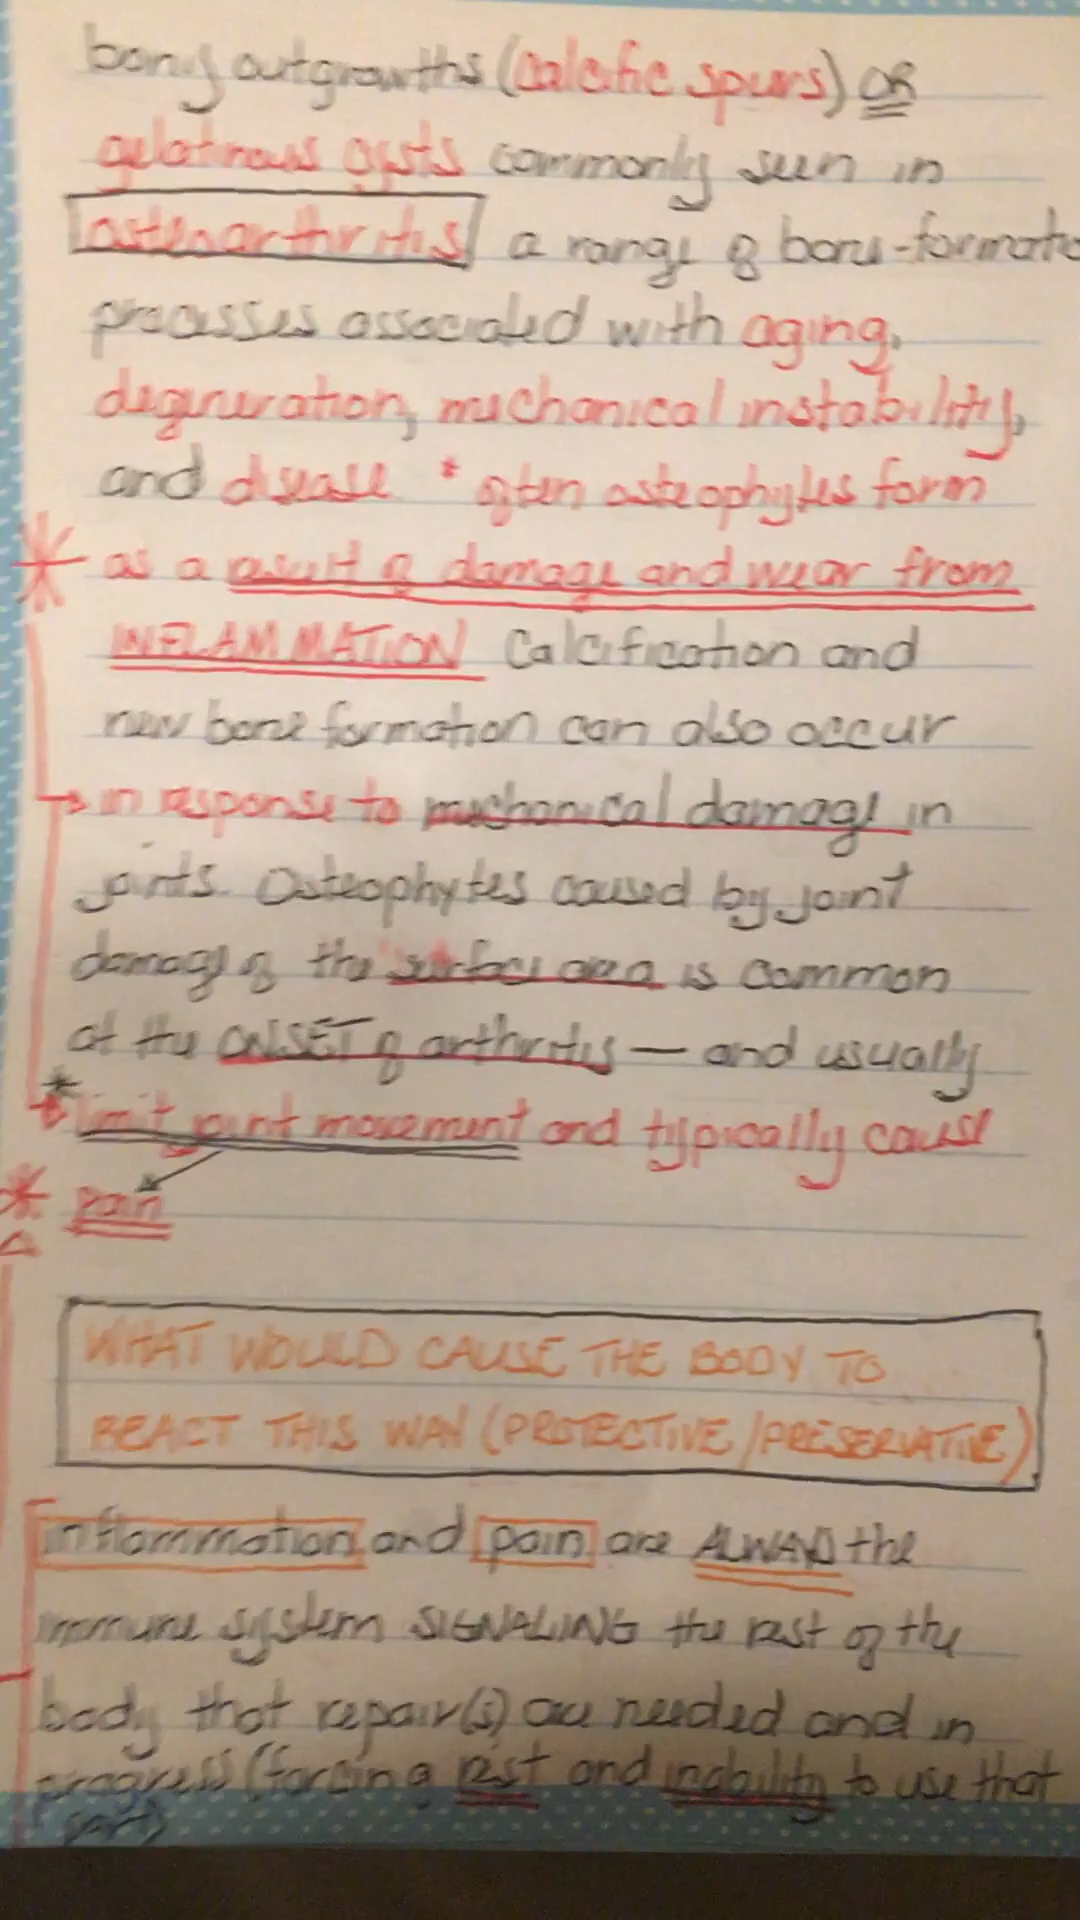 bony outgrowths (calcific spurs) OR
gelatinous cysts commonly seen in
osteoarthritis a range of bone-formatio
processes associated with aging,
degeneration, mechanical instability,
and disease * often osteophytes form
* as a result of damage and wear from
INFLAMMATION Calcification and
new bone formation can also occur
→ in response to mechanical damage in
joints. Osteophytes caused by joint
damage of the surface area is common
at the ONSET of arthritis — and usually
* → limit joint movement and typically cause
* pain
WHAT WOULD CAUSE THE BODY TO
REACT THIS WAY (PROTECTIVE/PRESERVATIVE)
inflammation and pain are ALWAYS the
immune system SIGNALING the rest of the
body that repair(s) are needed and in
progress (forcing rest and inability to use that
part)